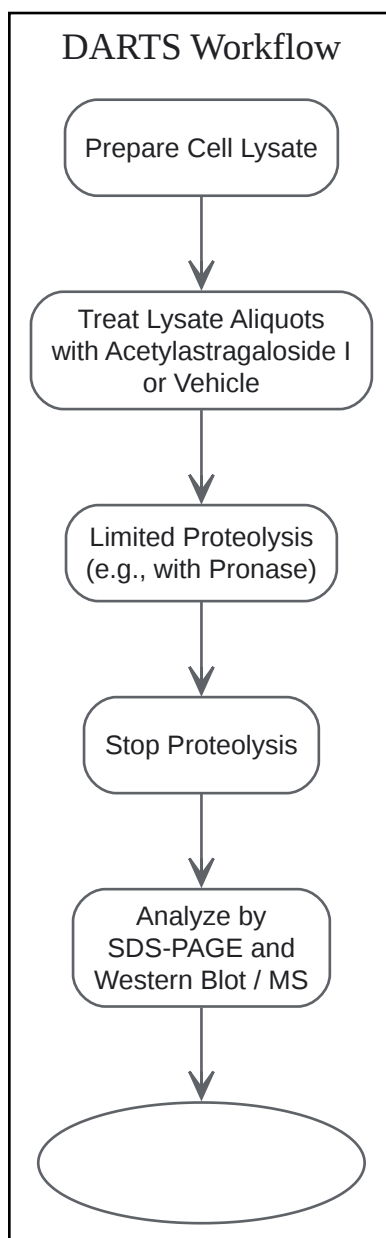 DARTS Workflow
Prepare Cell Lysate
Treat Lysate Aliquots
with Acetylastragaloside I
or Vehicle
Limited Proteolysis
(e.g., with Pronase)
Stop Proteolysis
Analyze by
SDS-PAGE and
Western Blot / MS